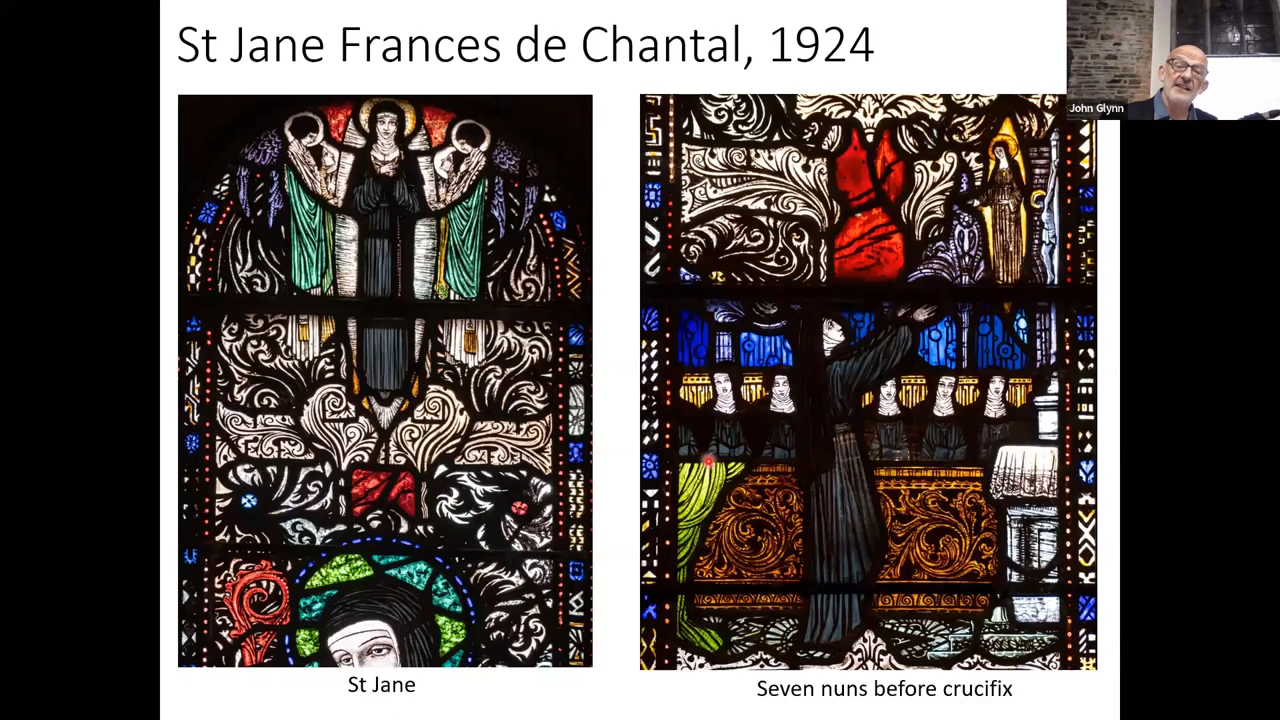 St Jane Frances de Chantal, 1924
John Glynn
St Jane
Seven nuns before crucifix